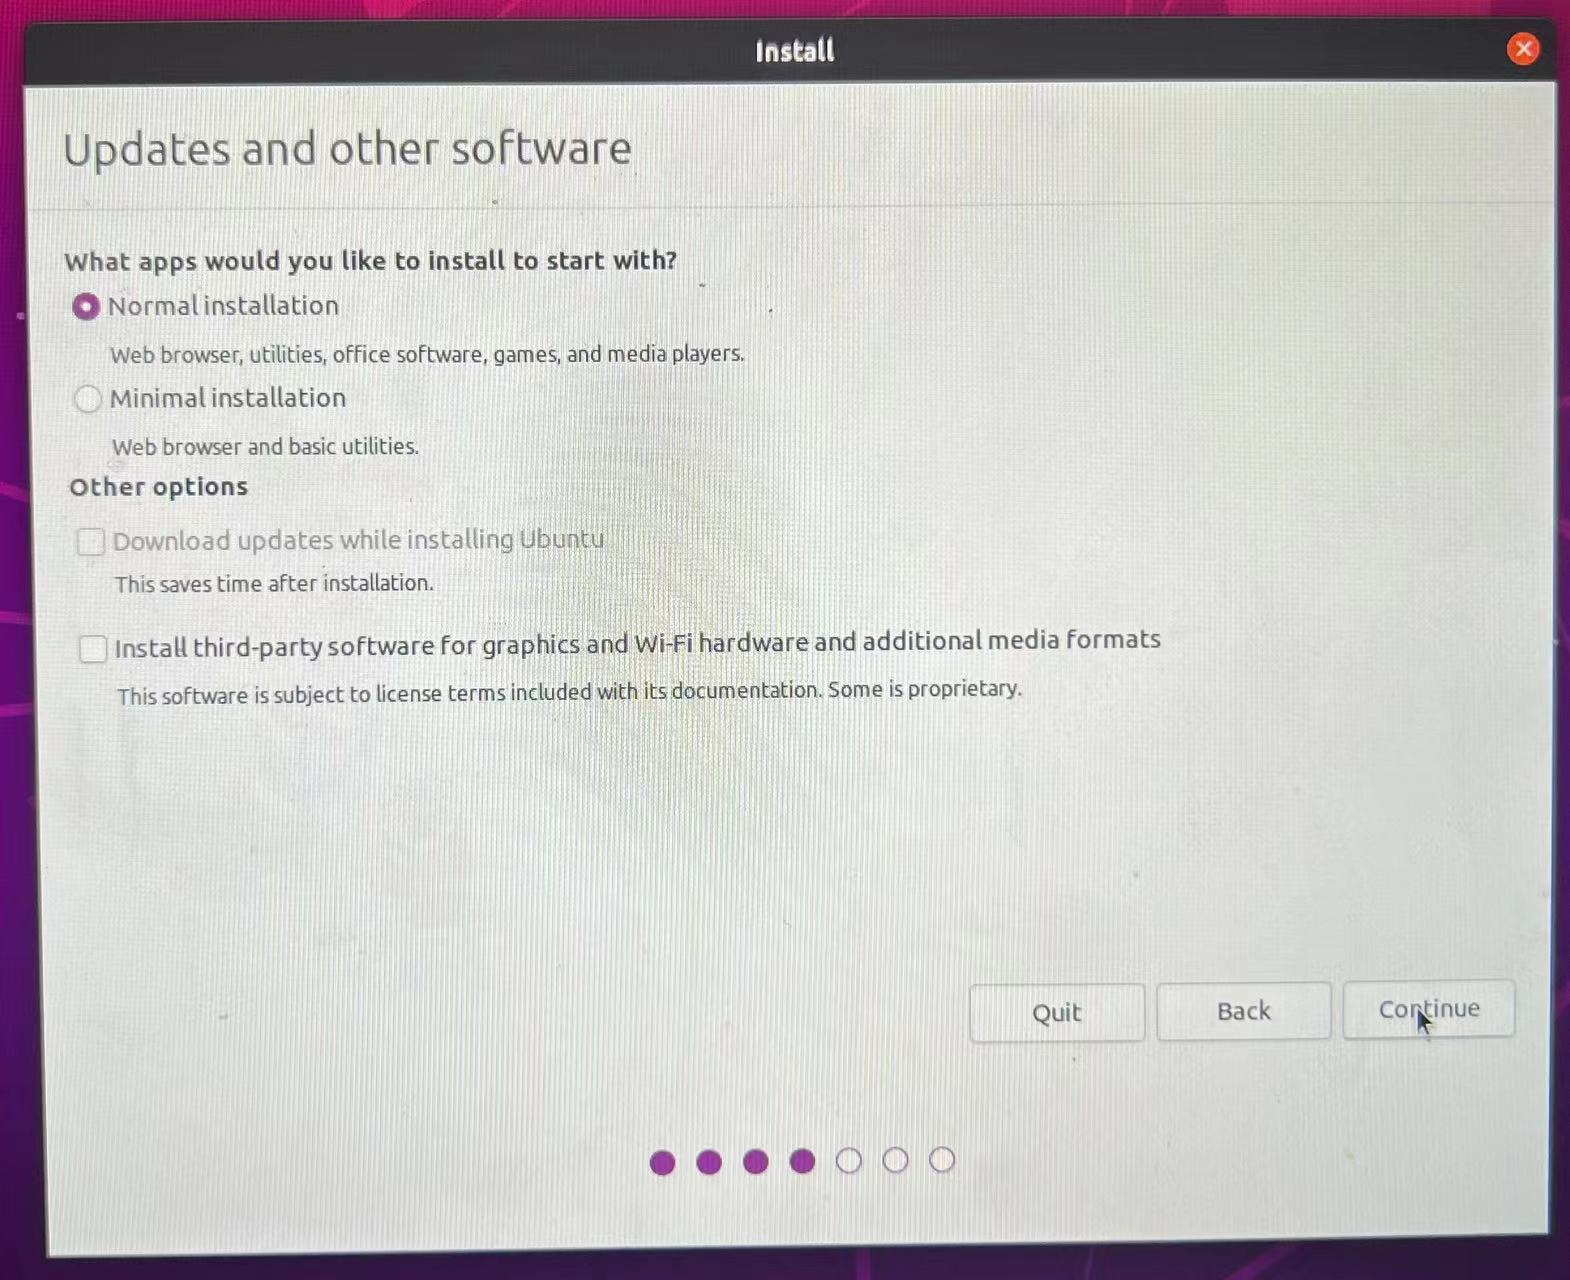 Install
Updates and other software
What apps would you like to install to start with?
Normal installation
Web browser, utilities, office software, games, and media players.
Minimal installation
Web browser and basic utilities.
Other options
Download updates while installing Ubuntu
This saves time after installation.
Install third-party software for graphics and Wi-Fi hardware and additional media formats
This software is subject to license terms included with its documentation. Some is proprietary.
Quit
Back
Continue